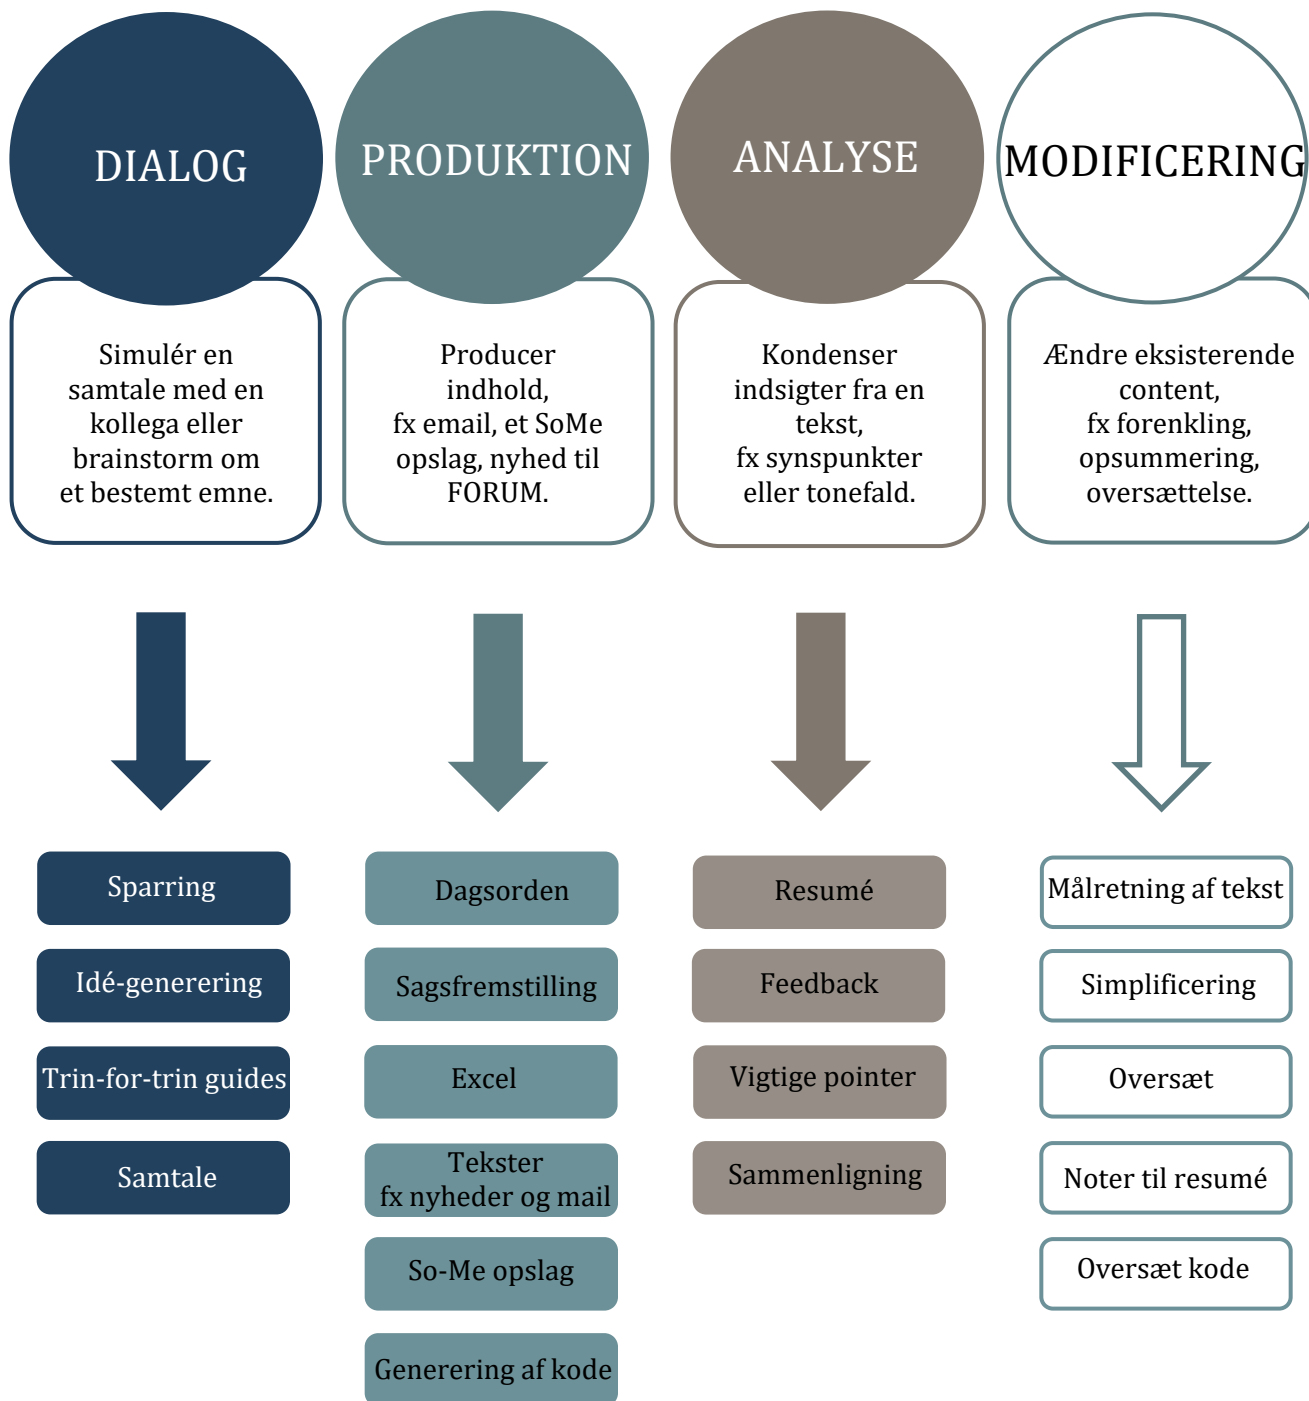 DIALOG
Simulér en
samtale med en
kollega eller
brainstorm om
et bestemt emne.
Sparring
Idé-generering
Trin-for-trin guides
Samtale
PRODUKTION
Producer
indhold,
fx email, et SoMe
opslag, nyhed til
FORUM.
Dagsorden
Sagsfremstilling
Excel
Tekster
fx nyheder og mail
So-Me opslag
Generering af kode
ANALYSE
Kondenser
indsigter fra en
tekst,
fx synspunkter
eller tonefald.
Resumé
Feedback
Vigtige pointer
Sammenligning
MODIFICERING
Ændre eksisterende
content,
fx forenkling,
opsummering,
oversættelse.
Målretning af tekst
Simplificering
Oversæt
Noter til resumé
Oversæt kode